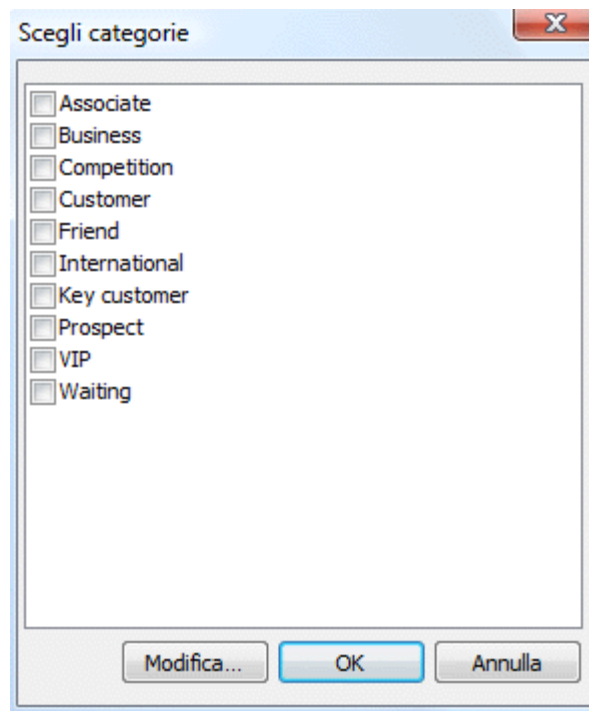 Scegli categorie
Associate
Business
Competition
Customer
Friend
International
Key customer
Prospect
VIP
Waiting
Modifica... OK Annulla